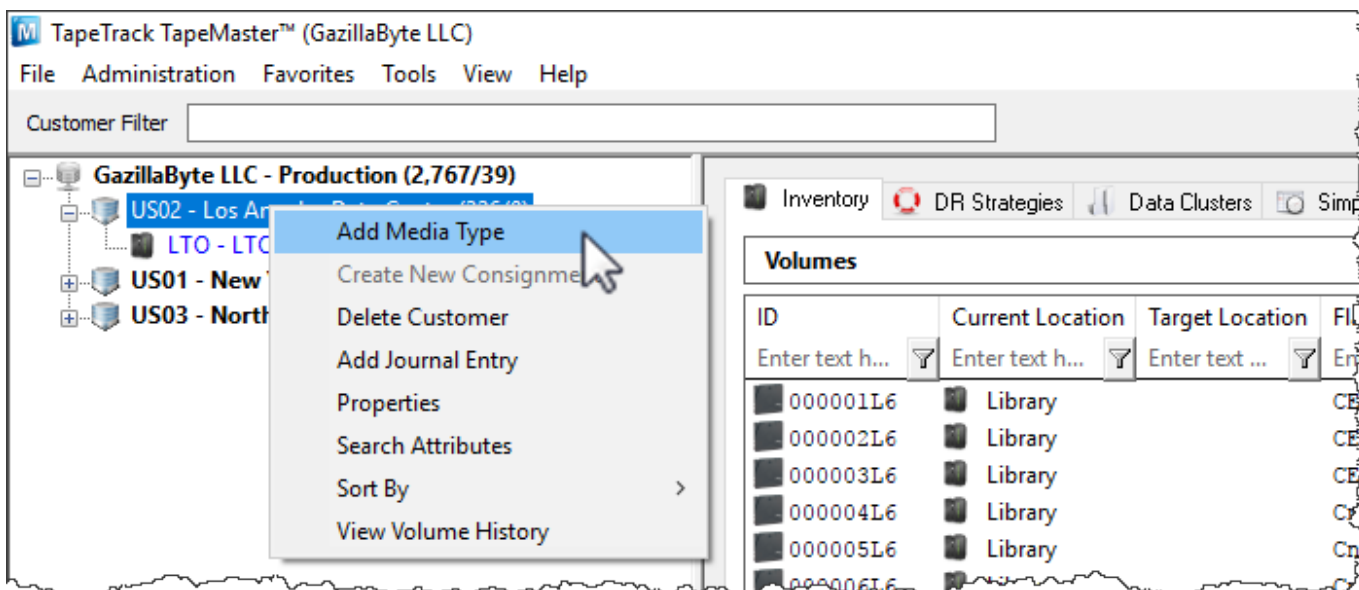 TapeTrack TapeMaster™ (GazillaByte LLC)
File Administration Favorites Tools View Help
Customer Filter
GazillaByte LLC - Production (2,767/39)
US02 - Los
LTO - LTO
US01 - New
US03 - North
Add Media Type
Create New
Delete Customer
Add Journal Entry
Properties
Search Attributes
Sort By
View Volume History
Inventory DR Strategies Data Clusters
Volumes
ID Current Location Target Location
Enter text h... Enter text h... Enter text ...
000001L6 Library
000002L6 Library
000003L6 Library
000004L6 Library
000005L6 Library